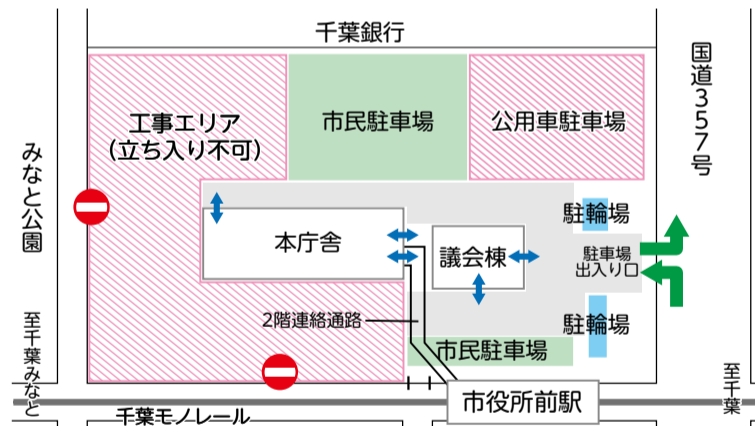 千葉銀行
国道357号
工事エリア
(立ち入り不可)
市民駐車場
公用車駐車場
みなと公園
駐輪場
本庁舎
議会棟
駐車場
出入り口
2階連絡通路
駐輪場
市民駐車場
至千葉みなと
至千葉
市役所前駅
千葉モノレール